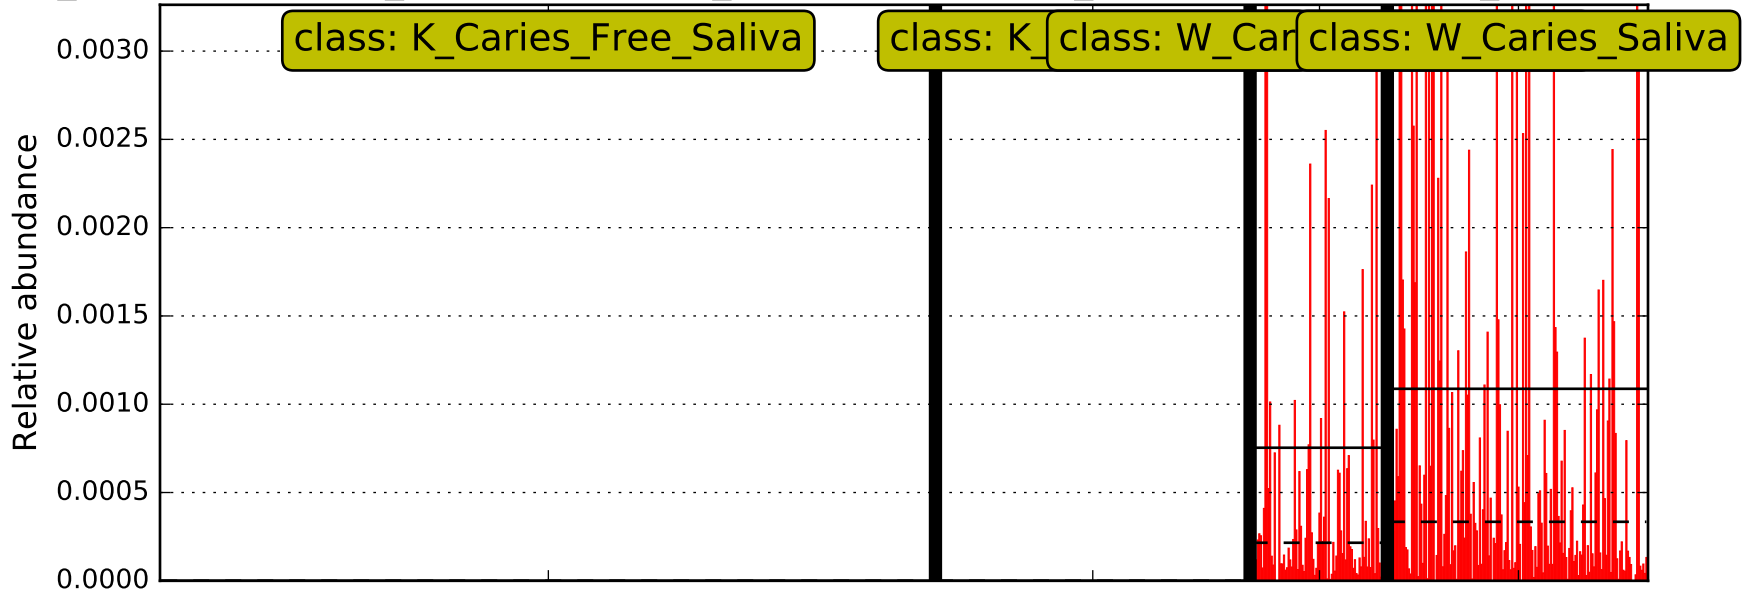 class: K_Caries_Free_Saliva
class: K_
class: W_Car
class: W_Caries_Saliva
0.0030
0.0025
0.0020
0.0015
0.0010
0.0005
0.0000
Relative abundance